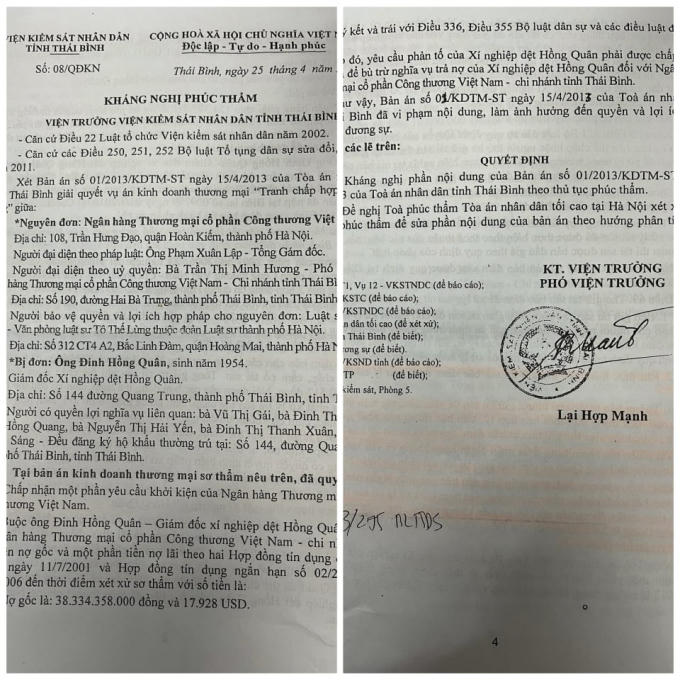 VIỆN KIỂM SÁT NHÂN DÂN
TỈNH THÁI BÌNH
Số: 08/QĐKN
CỘNG HOÀ XÃ HỘI CHỦ NGHĨA VIỆT
Độc lập - Tự do - Hạnh phúc
Thái Bình, ngày 25 tháng 4 năm
KHÁNG NGHỊ PHÚC THẨM
VIỆN TRƯỞNG VIỆN KIỂM SÁT NHÂN DÂN TỈNH THÁI BÌNH
- Căn cứ Điều 22 Luật tổ chức Viện kiểm sát nhân dân năm 2002.
- Căn cứ các Điều 250, 251, 252 Bộ luật Tố tụng dân sự sửa đổi,
2011.
Xét Bản án số 01/2013/KDTM-ST ngày 15/4/2013 của Tòa án
Thái Bình giải quyết vụ án kinh doanh thương mại "Tranh chấp hợp
" giữa:
*Nguyên đơn: Ngân hàng Thương mại cổ phần Công thương Việt
Địa chỉ: 108, Trần Hưng Đạo, quận Hoàn Kiếm, thành phố Hà Nội.
Người đại diện theo pháp luật: Ông Phạm Xuân Lập - Tổng Giám đốc.
Người đại diện theo uỷ quyền: Bà Trần Thị Minh Hương - Phó
hàng Thương mại cổ phần Công thương Việt Nam - Chi nhánh tỉnh Thái B
Địa chỉ: Số 190, đường Hai Bà Trưng, thành phố Thái Bình, tỉnh Thái Bình
Người bảo vệ quyền và lợi ích hợp pháp cho nguyên đơn: Luật s
- Văn phòng luật sư Tô Thế Lừng thuộc đoàn Luật sư thành phố Hà Nội.
Địa chỉ: Số 312 CT4 A2, Bắc Linh Đàm, quận Hoàng Mai, thành phố Hà N
*Bị đơn: Ông Đinh Hồng Quân, sinh năm 1954.
Giám đốc Xí nghiệp dệt Hồng Quân.
Địa chỉ: Số 144 đường Quang Trung, thành phố Thái Bình, tỉnh T
Người có quyền lợi nghĩa vụ liên quan: bà Vũ Thị Gái, bà Đinh Th
Hồng Quang, bà Nguyễn Thị Hải Yến, bà Đinh Thị Thanh Xuân,
Sáng - Đều đăng ký hộ khẩu thường trú tại: Số 144, đường Qua
phố Thái Bình, tỉnh Thái Bình.
Tại bản án kinh doanh thương mại sơ thẩm nêu trên, đã quy
Chấp nhận một phần yêu cầu khởi kiện của Ngân hàng Thương m
thương Việt Nam.
Buộc ông Đinh Hồng Quân – Giám đốc xí nghiệp dệt Hồng Quâ
ân hàng Thương mại cổ phần Công thương Việt Nam - chi n
ền nợ gốc và một phần tiền nợ lãi theo hai Hợp đồng tín dụng
ngày 11/7/2001 và Hợp đồng tín dụng ngắn hạn số 02/2
006 đến thời điểm xét xử sơ thẩm với số tiền là:
Nợ gốc là: 38.334.358.000 đồng và 17.928 USD.
ý kết và trái với Điều 336, Điều 355 Bộ luật dân sự và các điều luật đ
o đó, yêu cầu phản tố của Xí nghiệp dệt Hồng Quân phải được chấp
để bù trừ nghĩa vụ trả nợ của Xí nghiệp dệt Hồng Quân đối với Ngâ
mại cổ phần Công thương Việt Nam - chi nhánh tỉnh Thái Bình.
ư vậy, Bản án số 01/KDTM-ST ngày 15/4/2013 của Toà án nhâ
i Bình đã vi phạm nội dung, làm ảnh hưởng đến quyền và lợi íc
đương sự.
các lẽ trên:
QUYẾT ĐỊNH
Kháng nghị phần nội dung của Bản án số 01/2013/KDTM-ST
3 của Toà án nhân dân tỉnh Thái Bình theo thủ tục phúc thẩm.
Đề nghị Toà phúc thẩm Tòa án nhân dân tối cao tại Hà Nội xét x
phúc thẩm để sửa phần nội dung của bản án theo hướng phân tí
KT. VIỆN TRƯỞNG
PHÓ VIỆN TRƯỞNG
1, Vụ 12 - VKSTNDC (để báo cáo);
KSTC (để báo cáo);
VKSTNDC (để báo cáo);
ân dân tối cao (để xét xử);
h Thái Bình (để biết);
ơng sự (để biết).
VKSND tỉnh (để báo cáo);
TP (để biết);
kiểm sát, Phòng 5.
Lại Hợp Mạnh
4